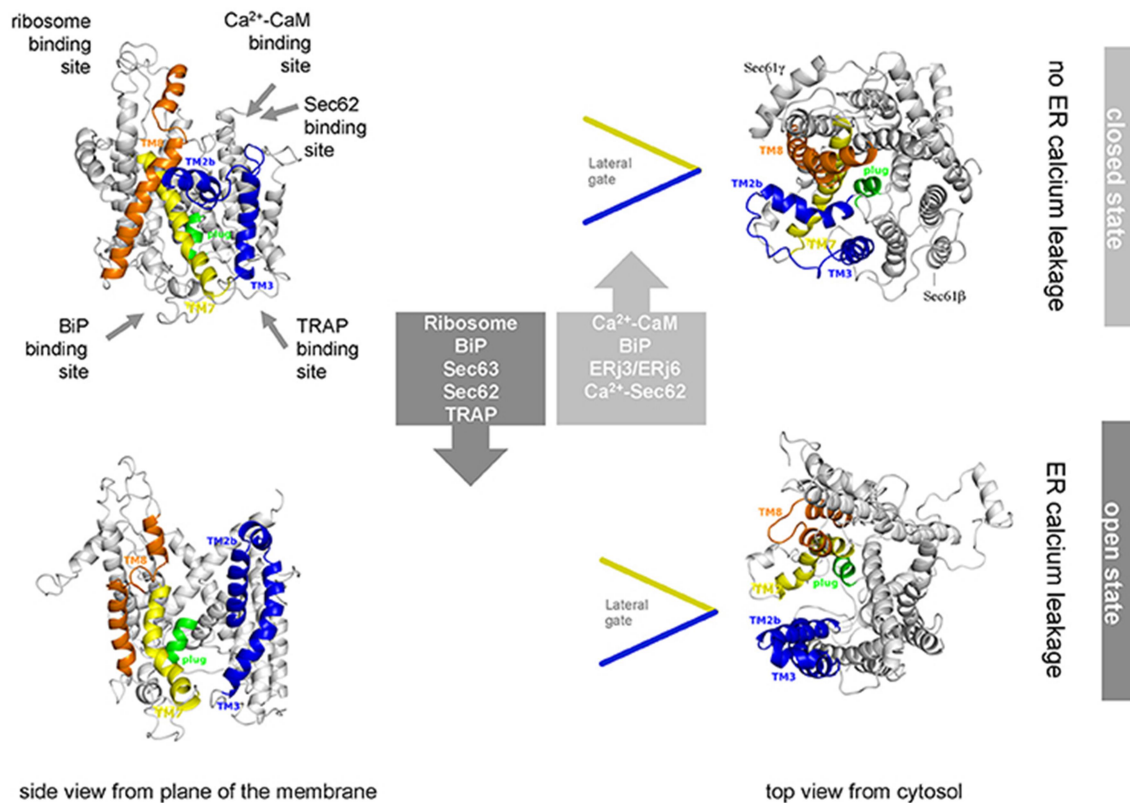 ribosome
binding
site
Ca²⁺-CaM
binding
site
Sec62
binding
site
TM8
TM2b
plug
TM3
TM7
BiP
binding
site
TRAP
binding
site
Lateral
gate
Sec61γ
TM8
plug
TM2b
TM7
TM3
Sec61β
no ER calcium leakage
closed state
Ribosome
BiP
Sec63
Sec62
TRAP
Ca²⁺-CaM
BiP
ERj3/ERj6
Ca²⁺-Sec62
TM2b
TM8
plug
TM7
TM3
Lateral
gate
TM8
plug
TM2b
TM3
ER calcium leakage
open state
side view from plane of the membrane
top view from cytosol